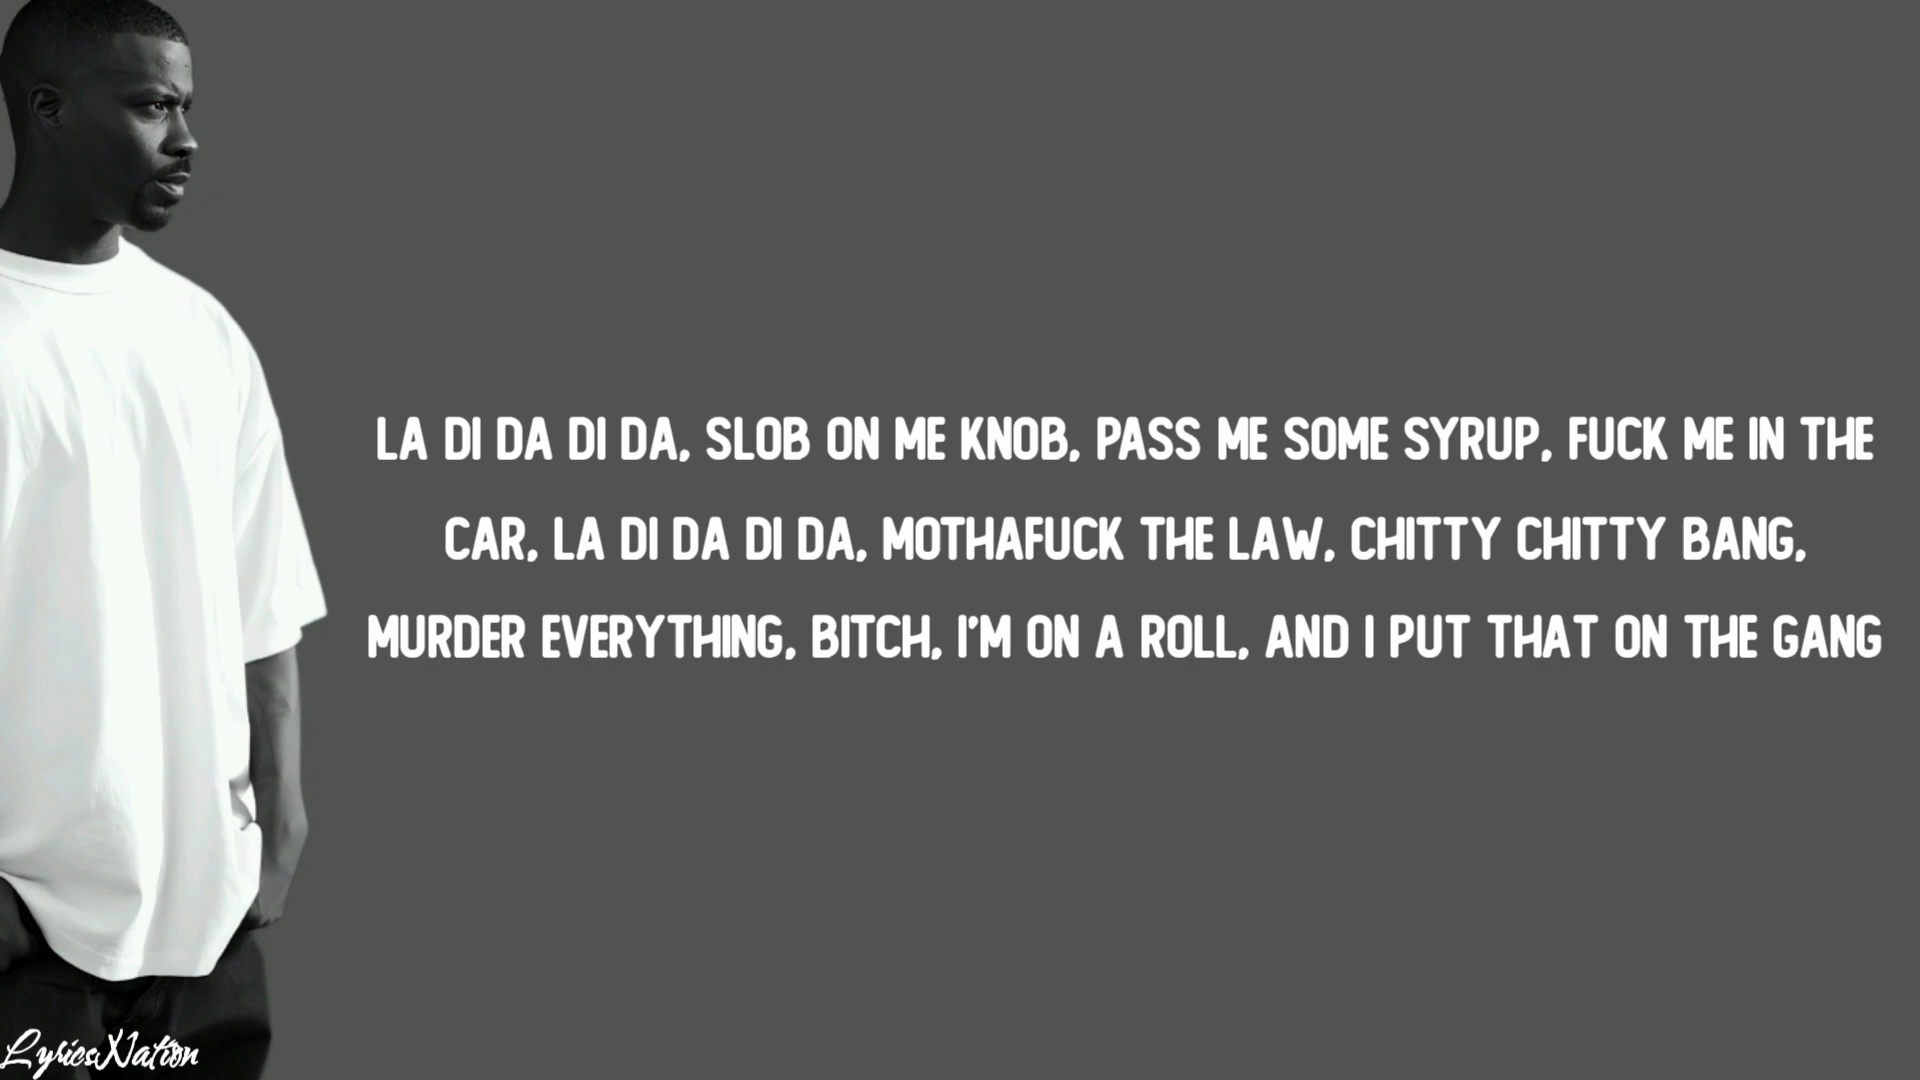 LA DI DA DI DA, SLOB ON ME KNOB, PASS ME SOME SYRUP, FUCK ME IN THE
CAR, LA DI DA DI DA, MOTHAFUCK THE LAW, CHITTY CHITTY BANG,
MURDER EVERYTHING, BITCH, I'M ON A ROLL, AND I PUT THAT ON THE GANG
LyricsNation